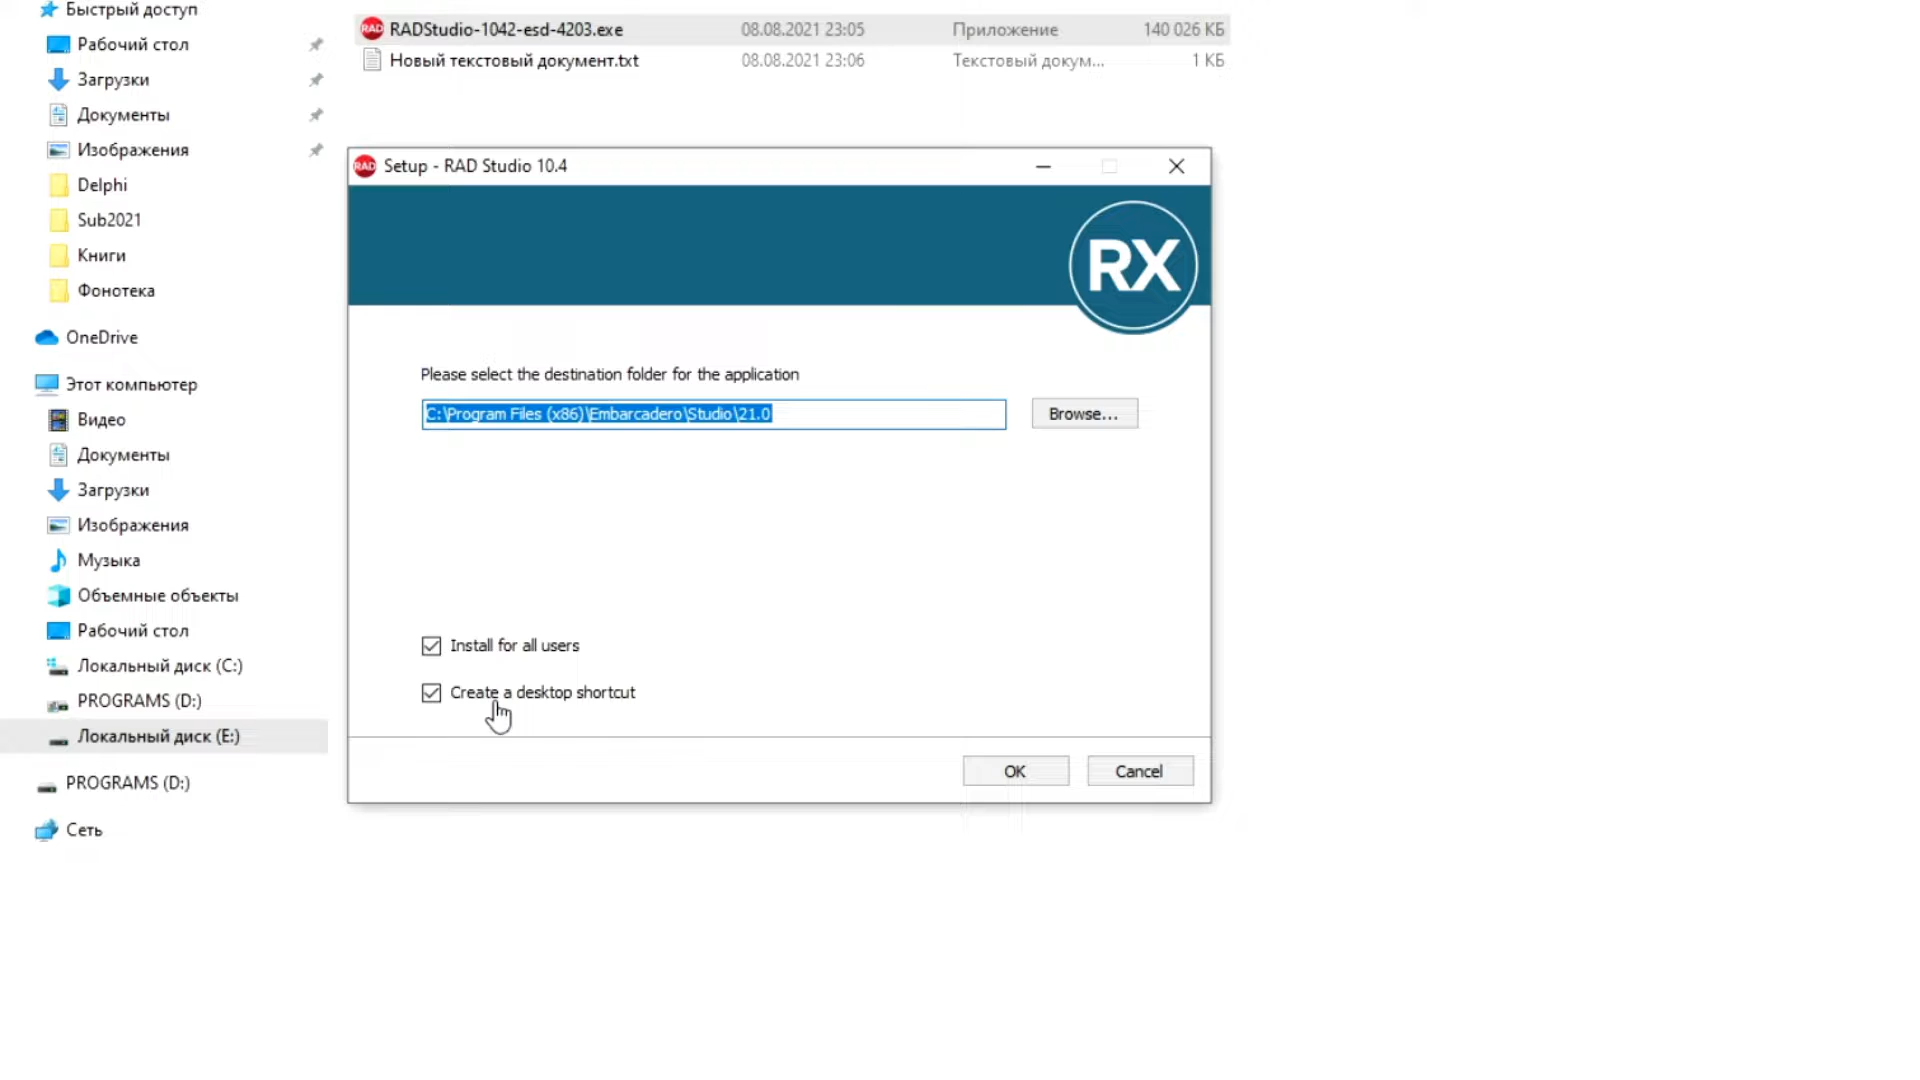 Быстрый доступ
Рабочий стол
Загрузки
Документы
Изображения
Delphi
Sub2021
Книги
Фонотека
OneDrive
Этот компьютер
Видео
Документы
Загрузки
Изображения
Музыка
Объемные объекты
Рабочий стол
Локальный диск (C:)
PROGRAMS (D:)
Локальный диск (E:)
PROGRAMS (D:)
Сеть
RAD RADStudio-1042-esd-4203.exe 08.08.2021 23:05 Приложение 140 026 КБ
Новый текстовый документ.txt 08.08.2021 23:06 Текстовый докум... 1 КБ
RAD Setup - RAD Studio 10.4
RX
Please select the destination folder for the application
C:\Program Files (x86)\Embarcadero\Studio\21.0 Browse...
Install for all users
Create a desktop shortcut
OK Cancel